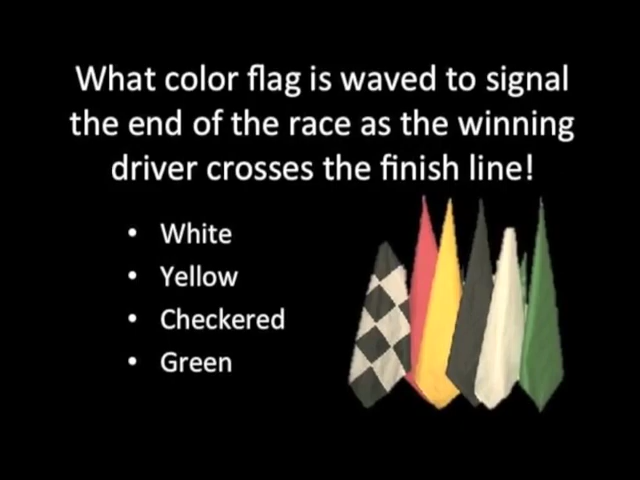 What color flag is waved to signal
the end of the race as the winning
driver crosses the finish line!
• White
• Yellow
• Checkered
• Green